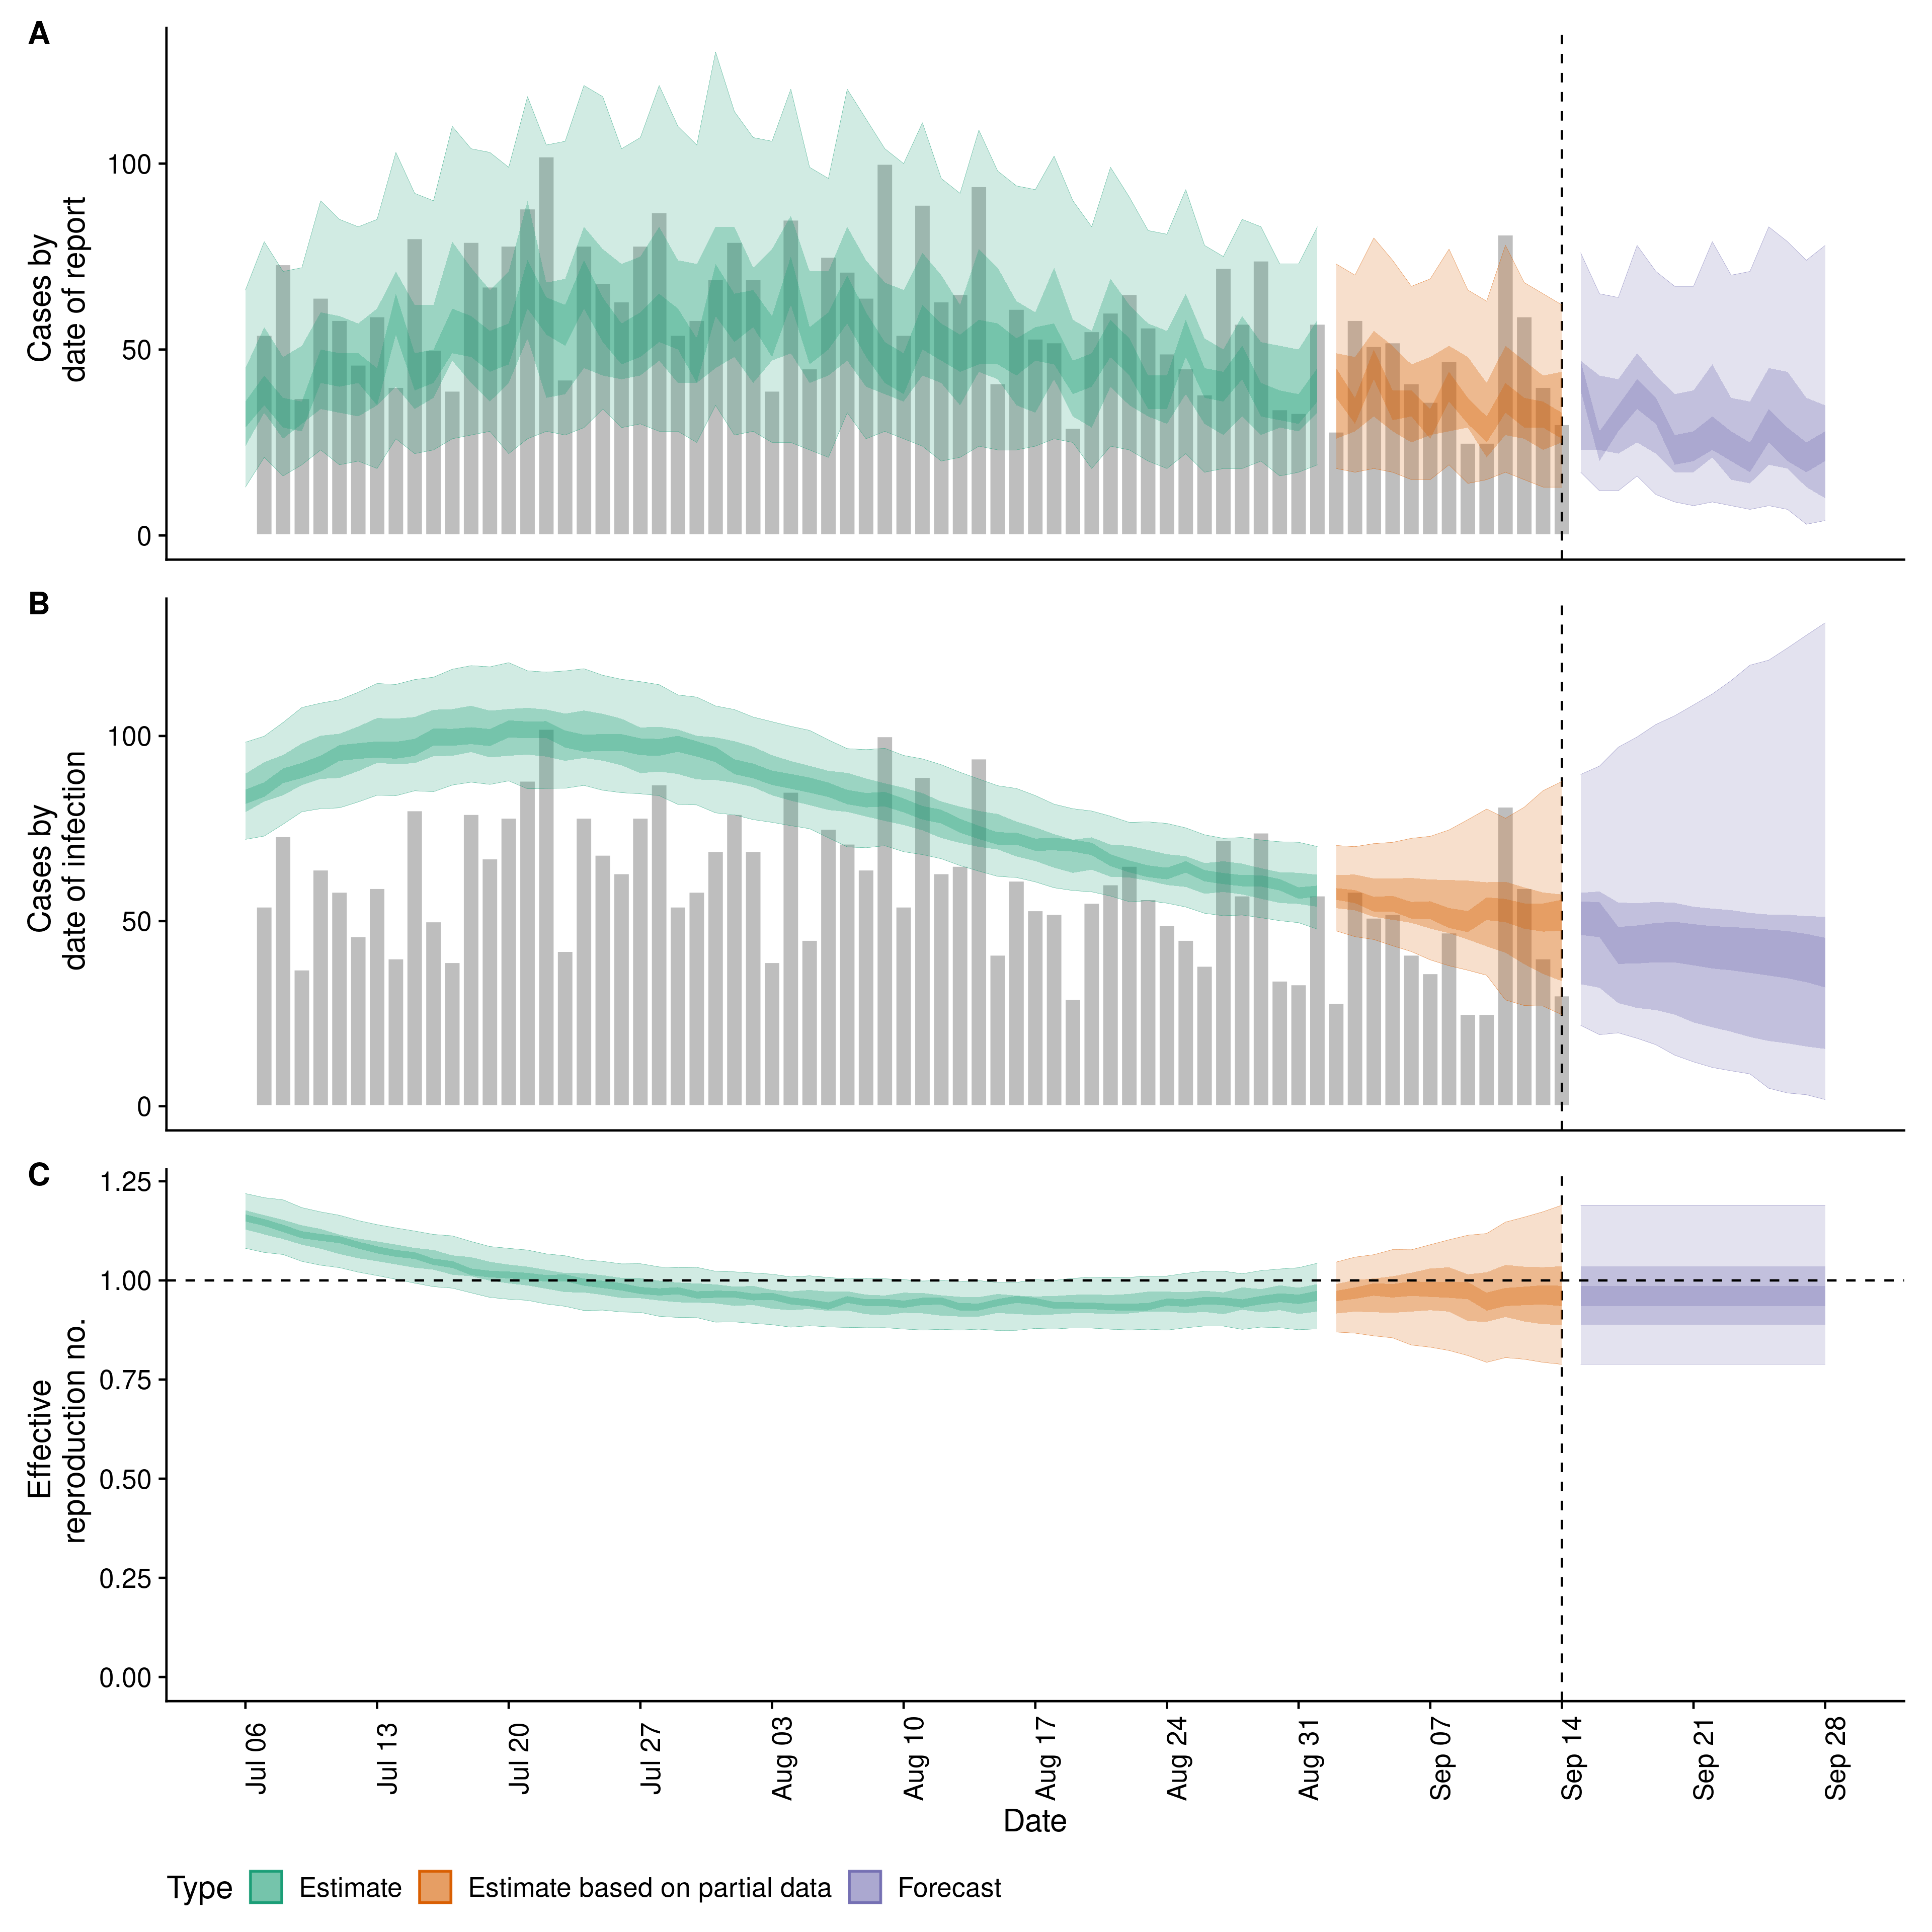 A
Cases by
date of report
100
50
0
B
Cases by
date of infection
100
50
0
C
Effective
reproduction no.
1.25
1.00
0.75
0.50
0.25
0.00
Jul 06
Jul 13
Jul 20
Jul 27
Aug 03
Aug 10
Aug 17
Aug 24
Aug 31
Sep 07
Sep 14
Sep 21
Sep 28
Date
Type Estimate Estimate based on partial data Forecast